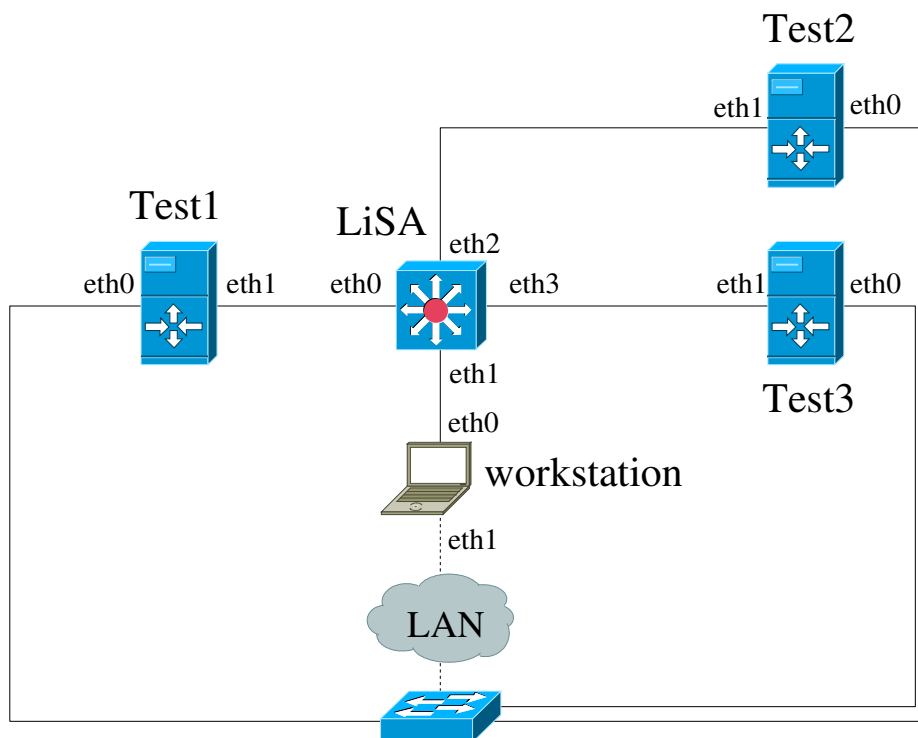 Test2
eth1
eth0
Test1
LiSA
eth2
eth0
eth1
eth0
eth3
eth1
eth0
eth1
Test3
eth0
workstation
eth1
LAN